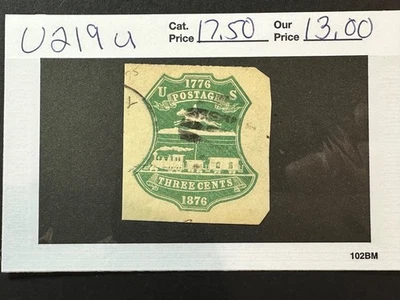 U219u Cat. Price 17.50 Our Price 13.00
1776
U POSTAGE S
THREE CENTS
1876
102BM